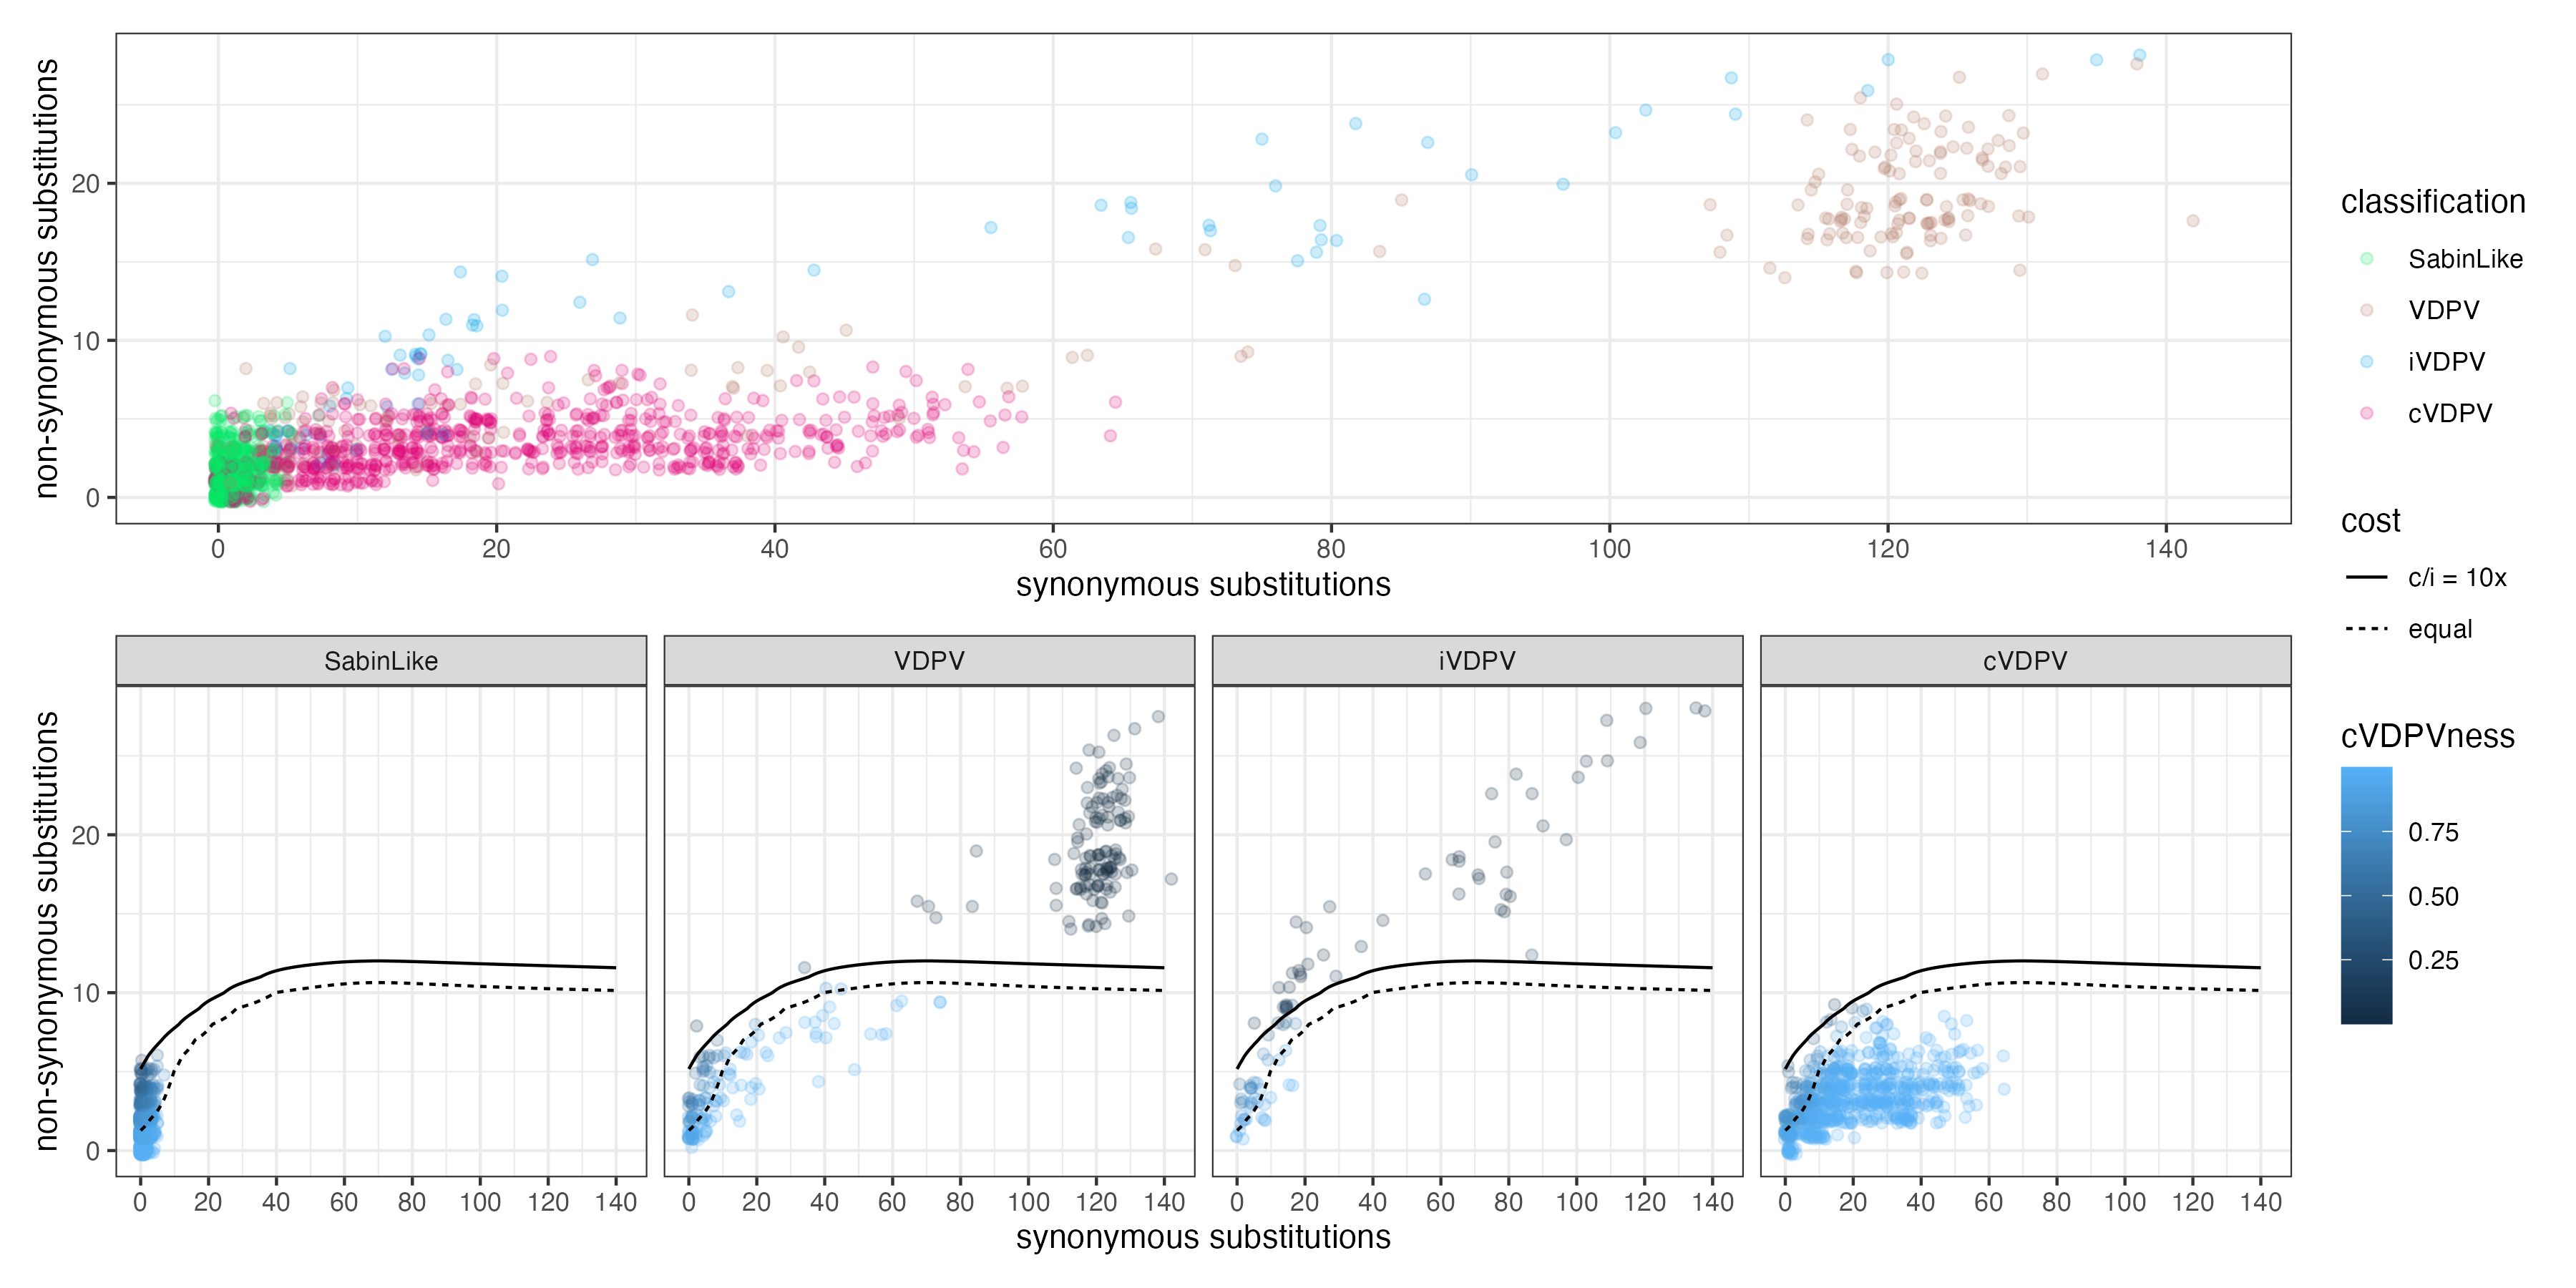 non-synonymous substitutions
20
10
0
0 20 40 60 80 100 120 140
synonymous substitutions
classification
SabinLike
VDPV
iVDPV
cVDPV
cost
c/i = 10x
equal
cVDPVness
0.75
0.50
0.25
SabinLike VDPV iVDPV cVDPV
non-synonymous substitutions
20
10
0
0 20 40 60 80 100 120 140 0 20 40 60 80 100 120 140 0 20 40 60 80 100 120 140 0 20 40 60 80 100 120 140
synonymous substitutions